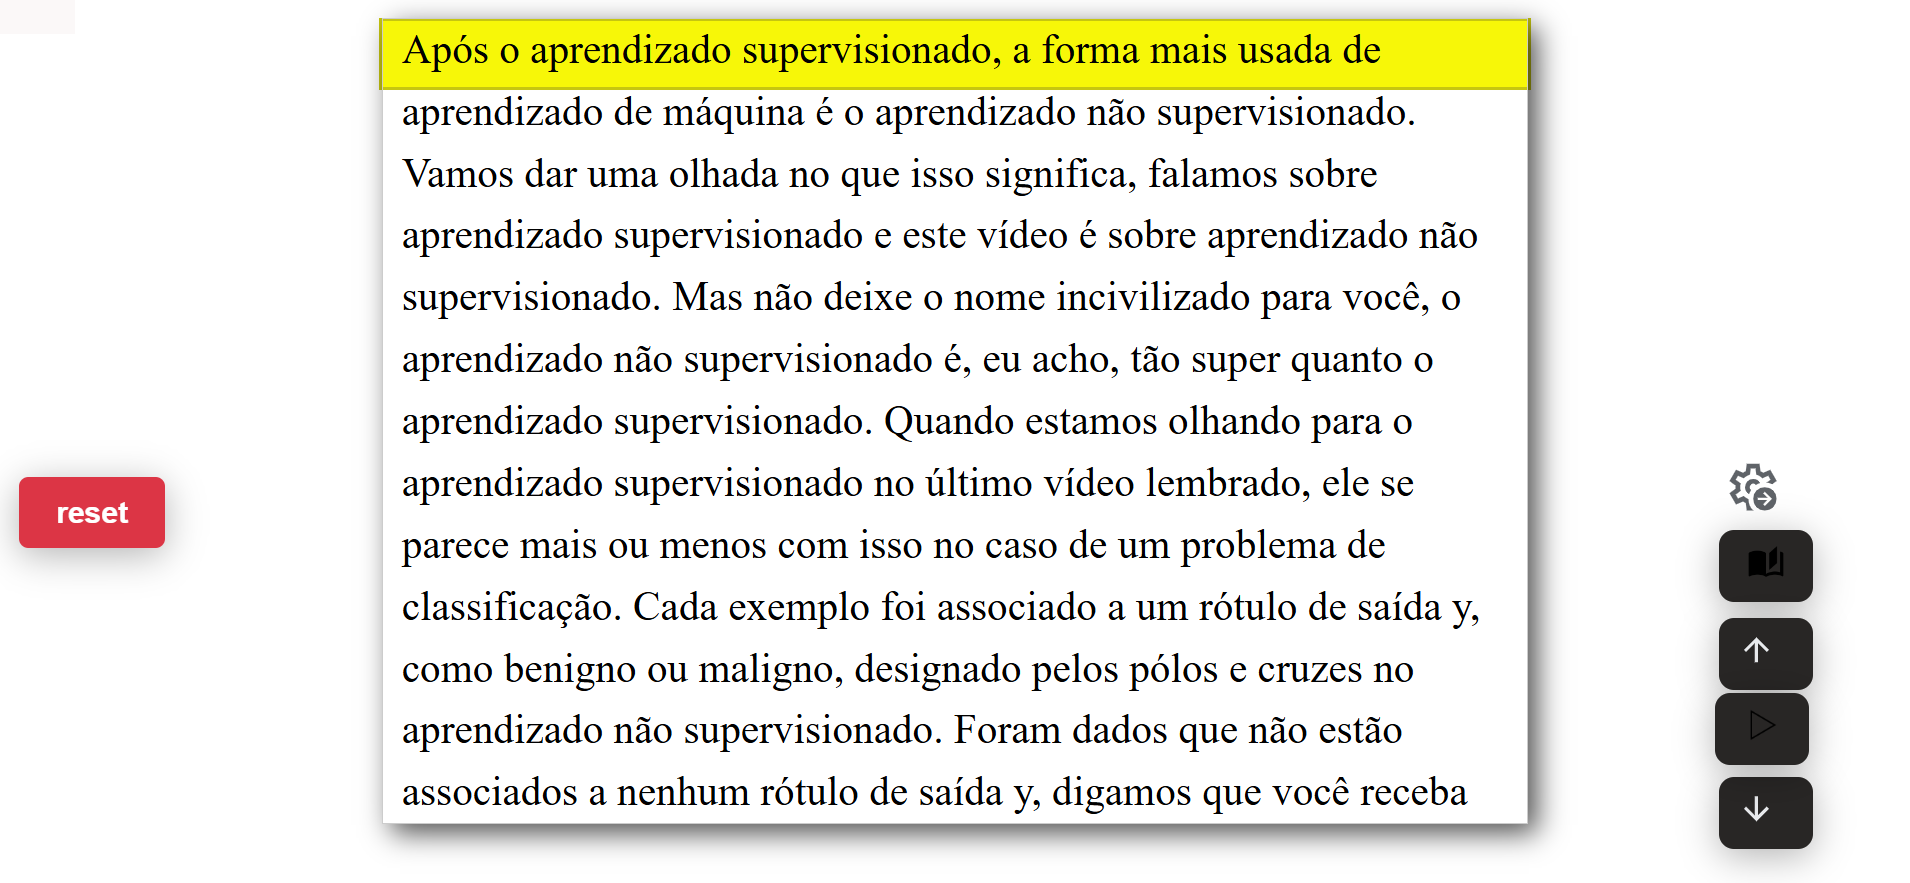 Após o aprendizado supervisionado, a forma mais usada de
aprendizado de máquina é o aprendizado não supervisionado.
Vamos dar uma olhada no que isso significa, falamos sobre
aprendizado supervisionado e este vídeo é sobre aprendizado não
supervisionado. Mas não deixe o nome incivilizado para você, o
aprendizado não supervisionado é, eu acho, tão super quanto o
aprendizado supervisionado. Quando estamos olhando para o
aprendizado supervisionado no último vídeo lembrado, ele se
parece mais ou menos com isso no caso de um problema de
classificação. Cada exemplo foi associado a um rótulo de saída y,
como benigno ou maligno, designado pelos pólos e cruzes no
aprendizado não supervisionado. Foram dados que não estão
associados a nenhum rótulo de saída y, digamos que você receba
reset